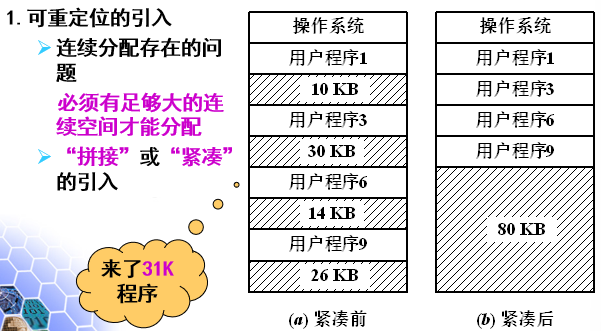 1. 可重定位的引入
连续分配存在的问
题
必须有足够大的连
续空间才能分配
“拼接”或“紧凑”
的引入
来了31K
程序
操作系统
用户程序1
10 KB
用户程序3
30 KB
用户程序6
14 KB
用户程序9
26 KB
(a) 紧凑前
操作系统
用户程序1
用户程序3
用户程序6
用户程序9
80 KB
(b) 紧凑后